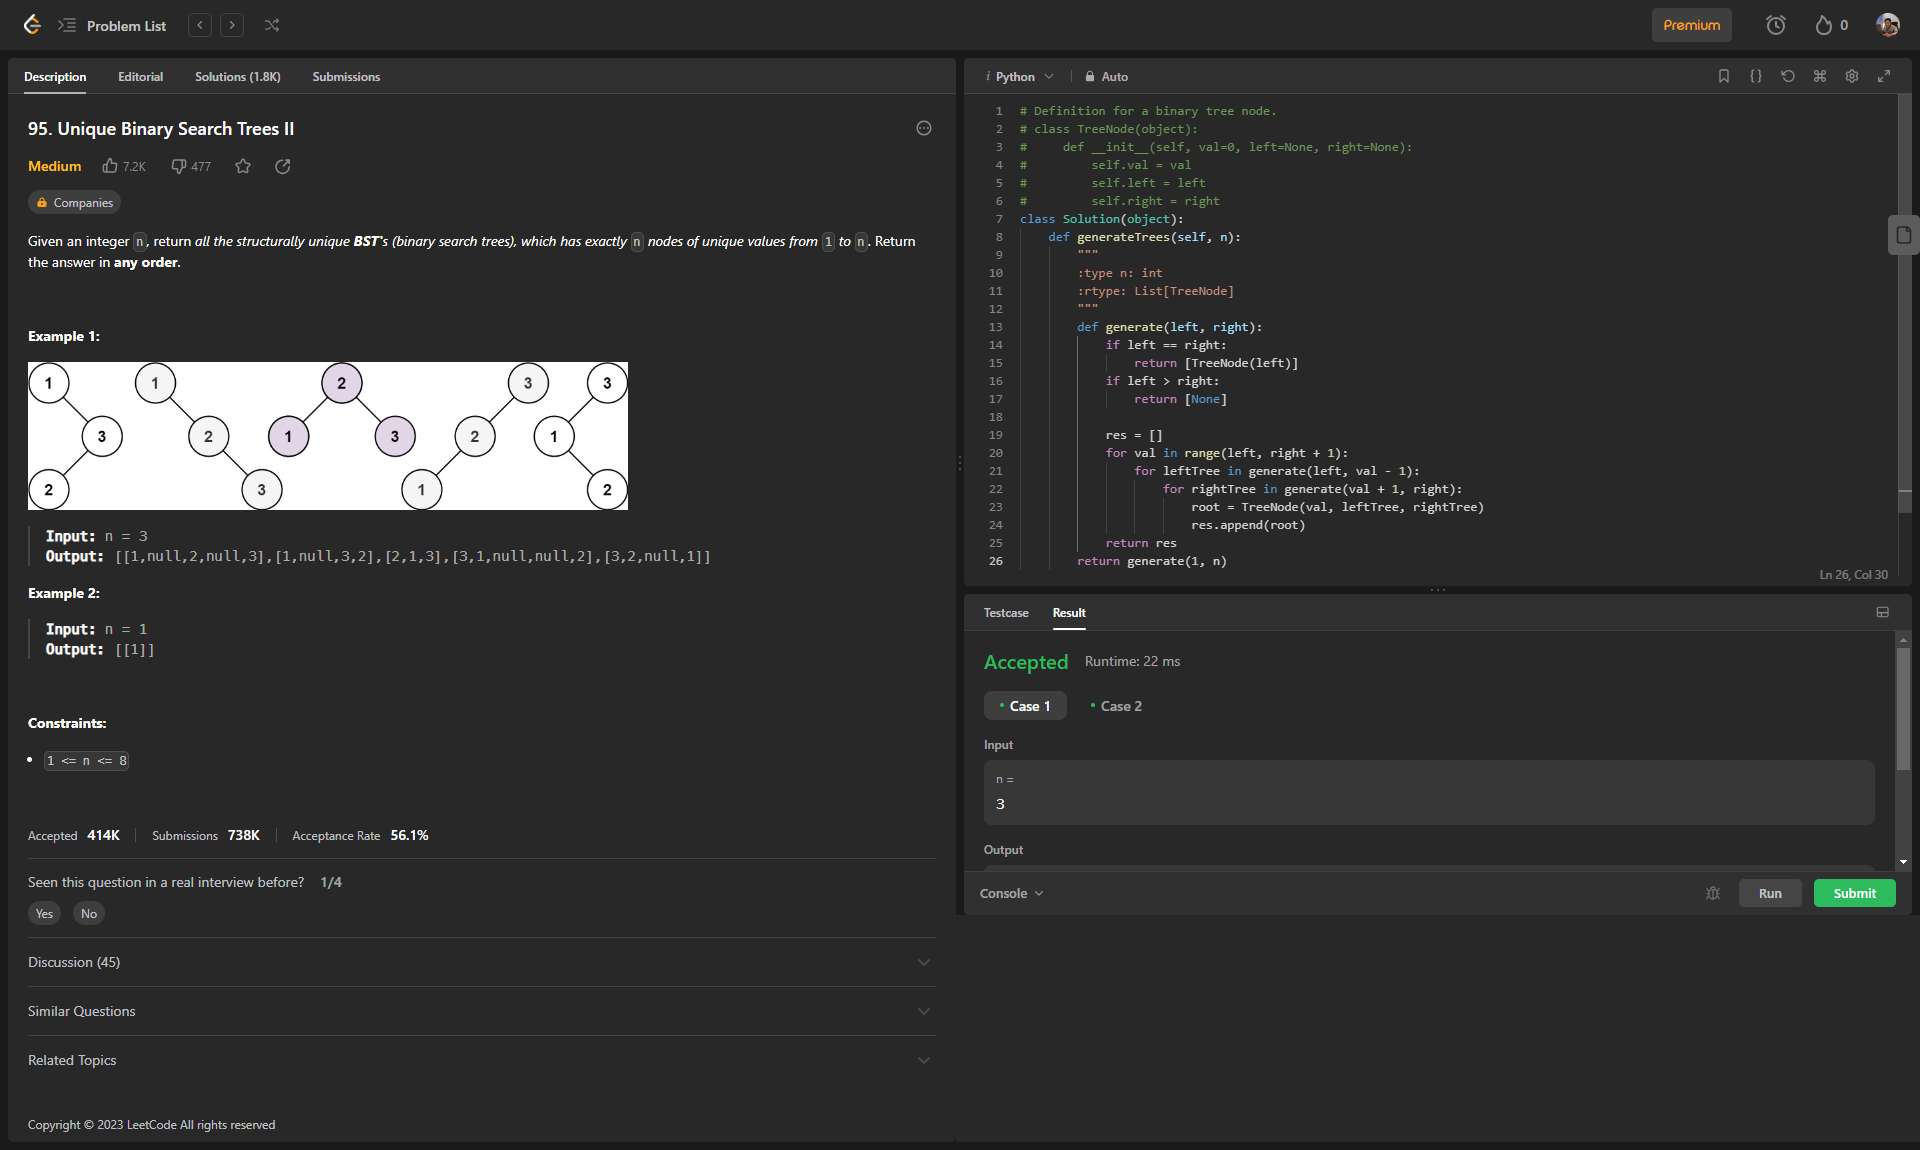 Problem List
Premium
0
Description Editorial Solutions (1.8K) Submissions
95. Unique Binary Search Trees II
Medium 7.2K 477
Companies
Given an integer n, return all the structurally unique BST's (binary search trees), which has exactly n nodes of unique values from 1 to n. Return
the answer in any order.
Example 1:
1 1 2 3 3
3 2 1 3 2 1
2 3 1 2
Input: n = 3
Output: [[1,null,2,null,3],[1,null,3,2],[2,1,3],[3,1,null,null,2],[3,2,null,1]]
Example 2:
Input: n = 1
Output: [[1]]
Constraints:
1 <= n <= 8
Accepted 414K Submissions 738K Acceptance Rate 56.1%
Seen this question in a real interview before? 1/4
Yes No
Discussion (45)
Similar Questions
Related Topics
Copyright © 2023 LeetCode All rights reserved
i Python Auto
1 # Definition for a binary tree node.
2 # class TreeNode(object):
3 #     def __init__(self, val=0, left=None, right=None):
4 #         self.val = val
5 #         self.left = left
6 #         self.right = right
7 class Solution(object):
8     def generateTrees(self, n):
9         """
10         :type n: int
11         :rtype: List[TreeNode]
12         """
13         def generate(left, right):
14             if left == right:
15                 return [TreeNode(left)]
16             if left > right:
17                 return [None]
18
19             res = []
20             for val in range(left, right + 1):
21                 for leftTree in generate(left, val - 1):
22                     for rightTree in generate(val + 1, right):
23                         root = TreeNode(val, leftTree, rightTree)
24                         res.append(root)
25             return res
26         return generate(1, n)
Ln 26, Col 30
Testcase Result
Accepted Runtime: 22 ms
Case 1 Case 2
Input
n =
3
Output
Console Run Submit